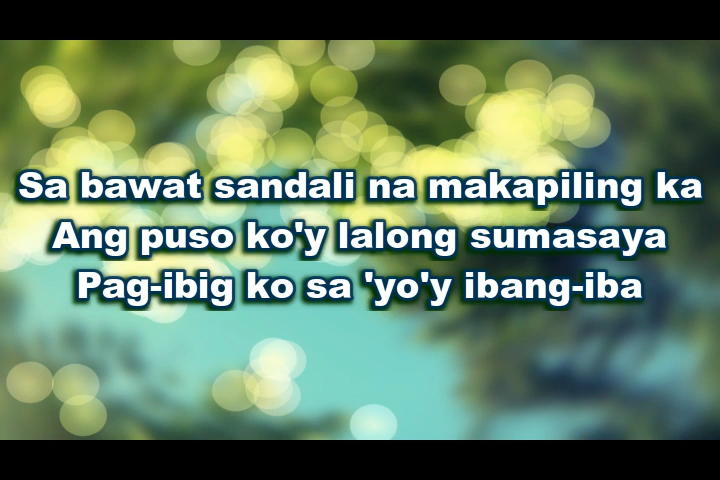 Sa bawat sandali na makapiling ka
Ang puso ko'y lalong sumasaya
Pag-ibig ko sa 'yo'y ibang-iba